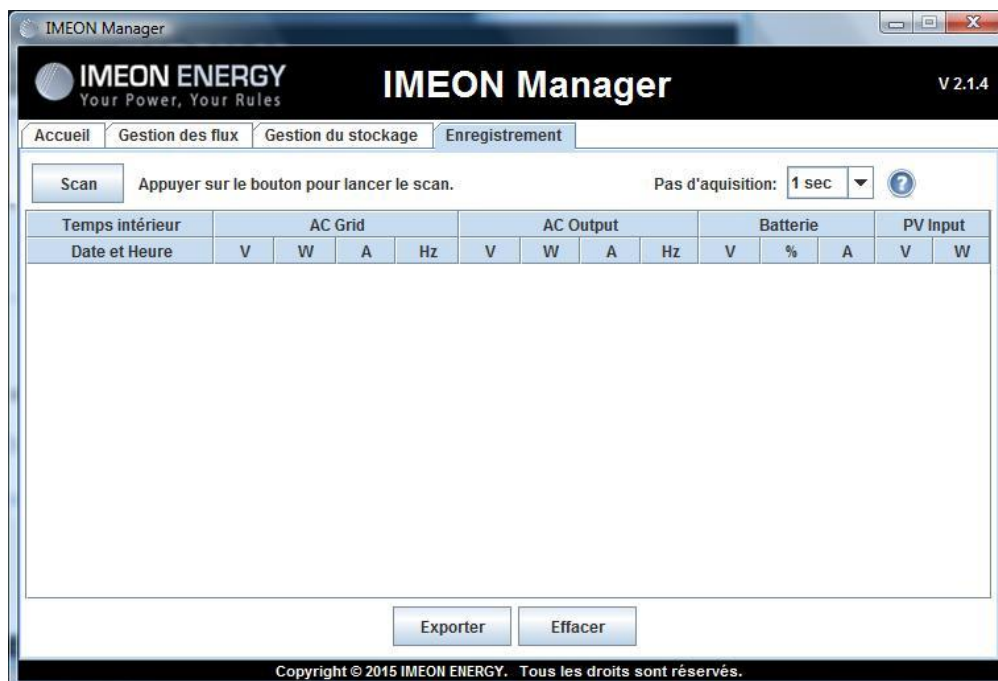 IMEON Manager
IMEON ENERGY
Your Power, Your Rules
IMEON Manager
V 2.1.4
Accueil Gestion des flux Gestion du stockage Enregistrement
Scan Appuyer sur le bouton pour lancer le scan. Pas d'aquisition: 1 sec ?
Temps intérieur AC Grid AC Output Batterie PV Input
Date et Heure V W A Hz V W A Hz V % A V W
Exporter Effacer
Copyright © 2015 IMEON ENERGY. Tous les droits sont réservés.